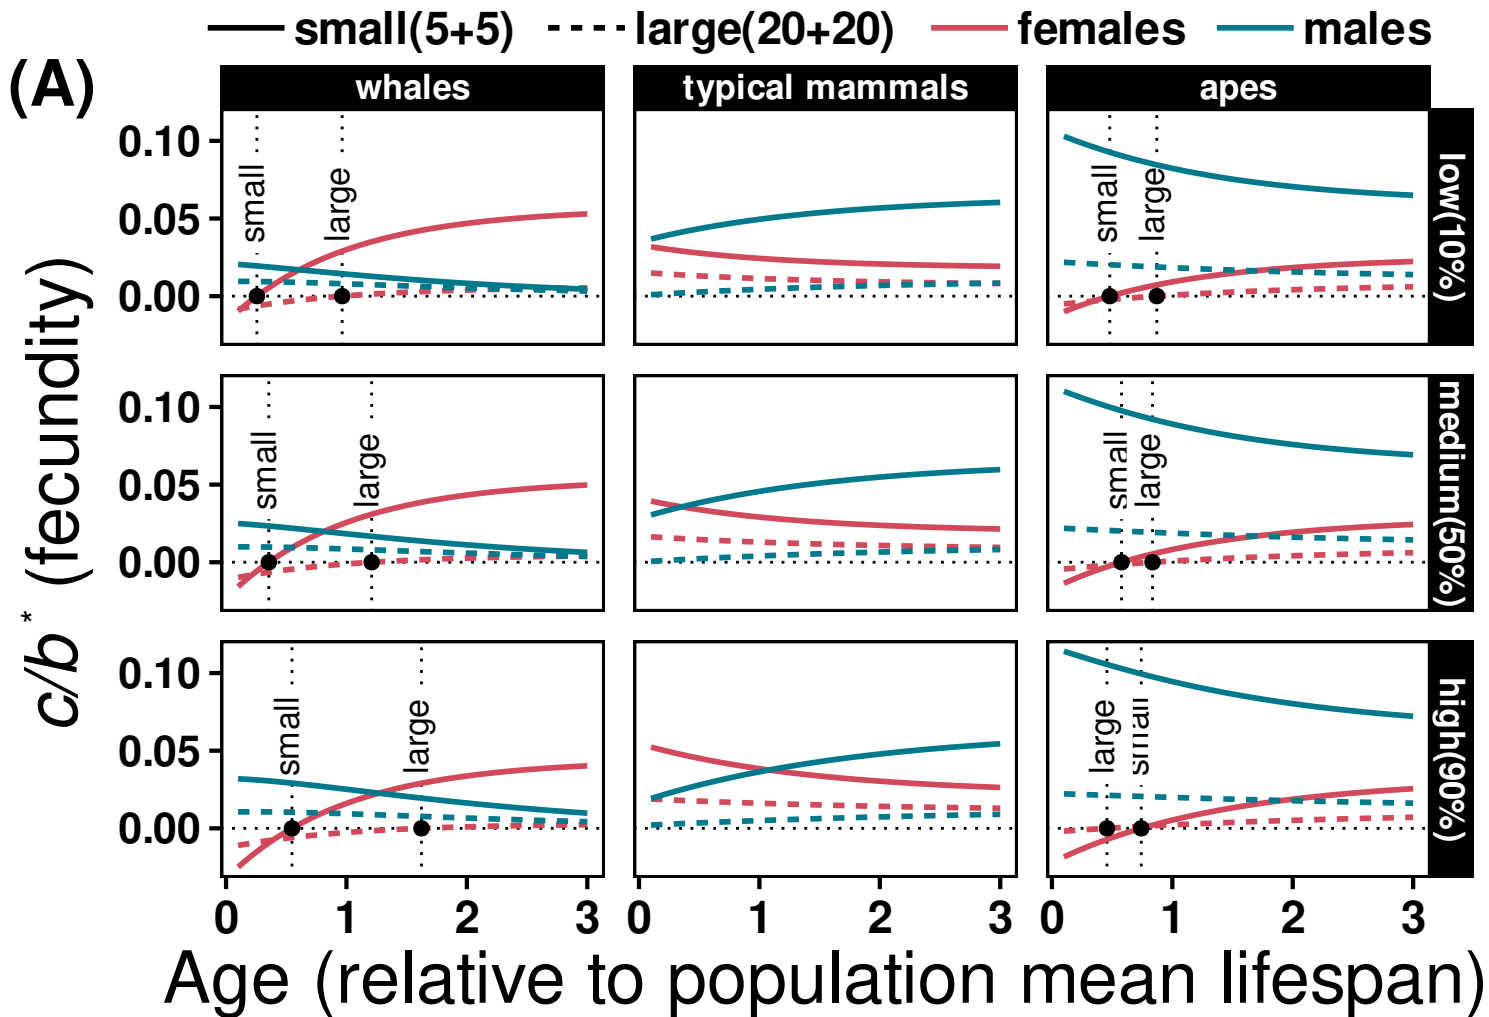 small(5+5) large(20+20) females males
(A)
whales typical mammals apes
c/b* (fecundity)
0.10
0.05
0.00
small large
small large
low(10%)
0.10
0.05
0.00
small large
small large
medium(50%)
0.10
0.05
0.00
small large
large small
high(90%)
0 1 2 3 0 1 2 3 0 1 2 3
Age (relative to population mean lifespan)